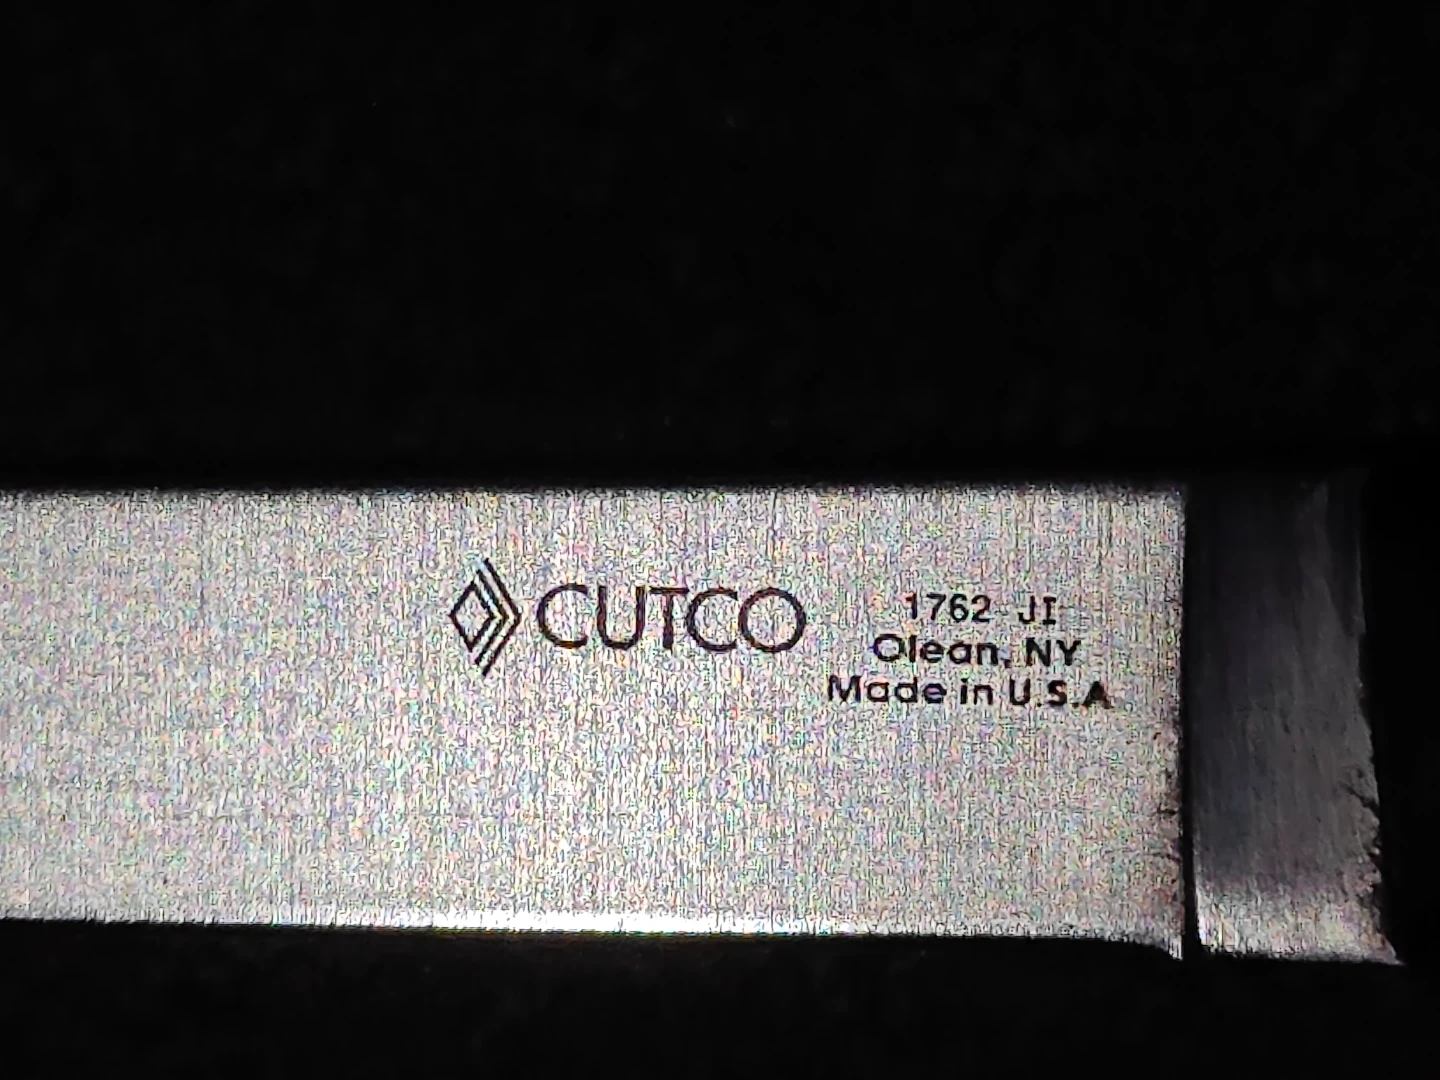 CUTCO
1762 JI
Olean, NY
Made in U.S.A